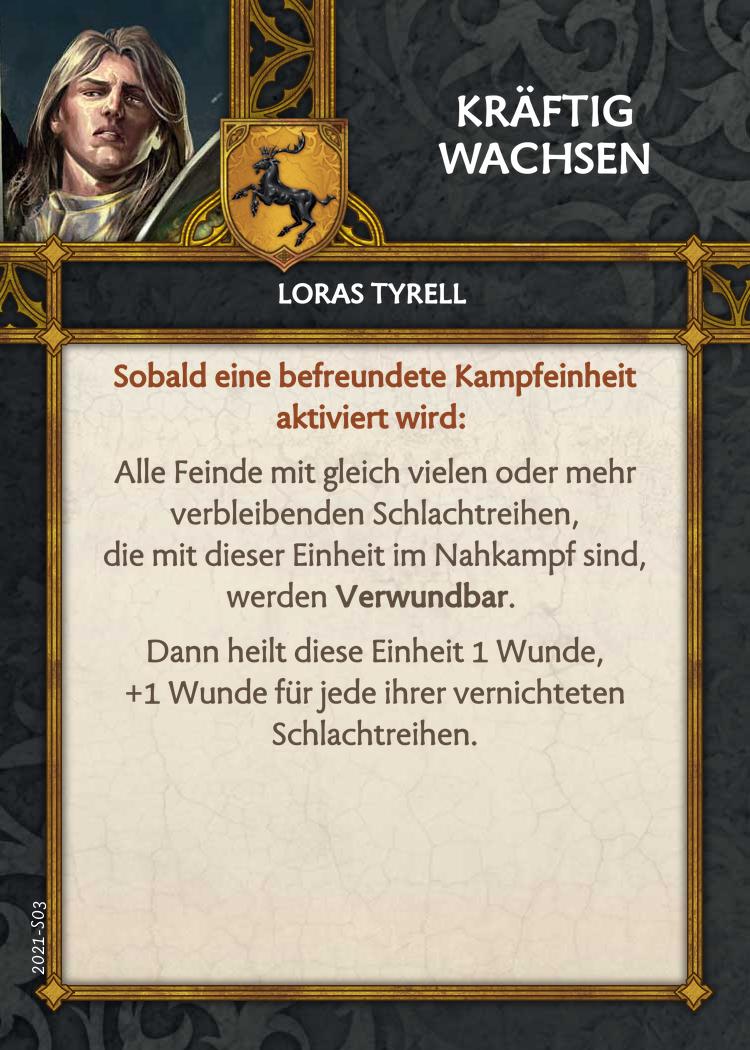 KRÄFTIG
WACHSEN
LORAS TYRELL
Sobald eine befreundete Kampfeinheit
aktiviert wird:
Alle Feinde mit gleich vielen oder mehr
verbleibenden Schlachtreihen,
die mit dieser Einheit im Nahkampf sind,
werden Verwundbar.
Dann heilt diese Einheit 1 Wunde,
+1 Wunde für jede ihrer vernichteten
Schlachtreihen.
2021-S03